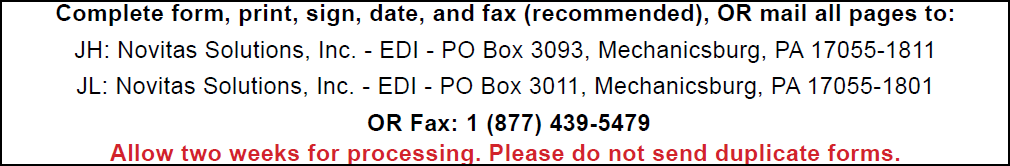 Complete form, print, sign, date, and fax (recommended), OR mail all pages to:
JH: Novitas Solutions, Inc. - EDI - PO Box 3093, Mechanicsburg, PA 17055-1811
JL: Novitas Solutions, Inc. - EDI - PO Box 3011, Mechanicsburg, PA 17055-1801
OR Fax: 1 (877) 439-5479
Allow two weeks for processing. Please do not send duplicate forms.